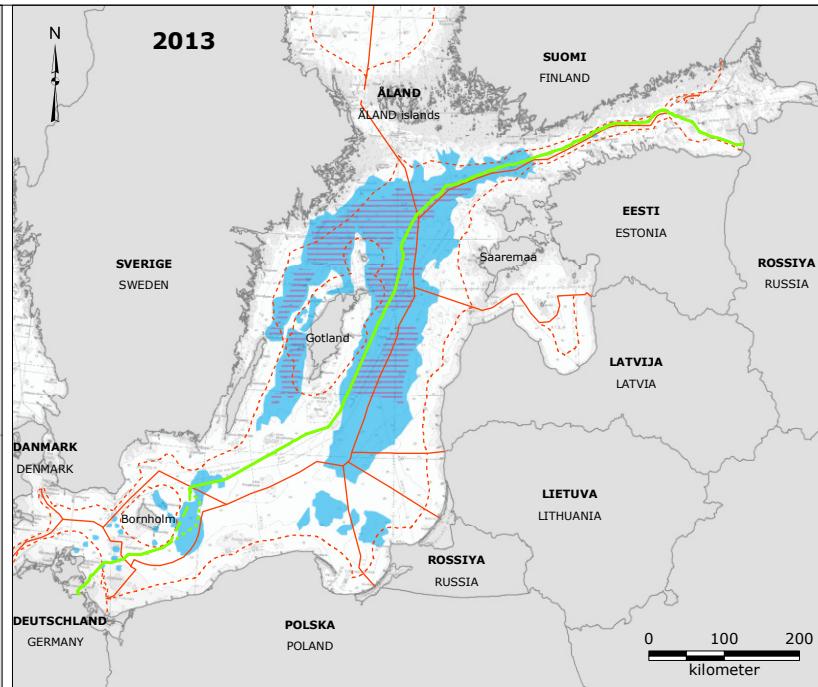 N
2013
SUOMI
FINLAND
ÅLAND
ÅLAND islands
EESTI
ESTONIA
Saaremaa
SVERIGE
SWEDEN
ROSSIYA
RUSSIA
Gotland
LATVIJA
LATVIA
DANMARK
DENMARK
LIETUVA
LITHUANIA
Bornholm
ROSSIYA
RUSSIA
DEUTSCHLAND
GERMANY
POLSKA
POLAND
0 100 200
kilometer